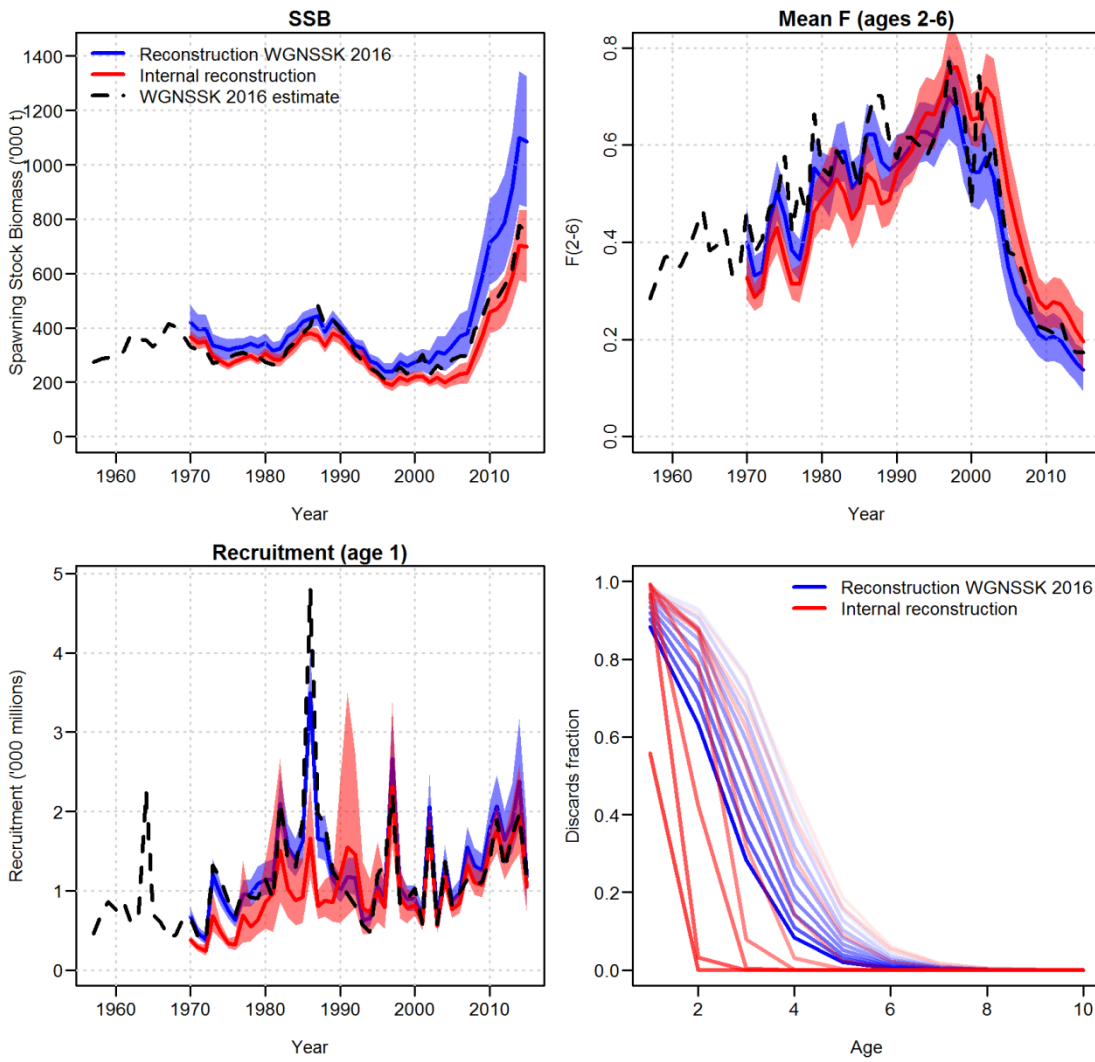 SSB
Reconstruction WGNSSK 2016
Internal reconstruction
WGNSSK 2016 estimate
Spawning Stock Biomass ('000 t)
1400
1200
1000
800
600
400
200
0
1960 1970 1980 1990 2000 2010
Year
Mean F (ages 2-6)
F(2-6)
0.8
0.6
0.4
0.2
0.0
1960 1970 1980 1990 2000 2010
Year
Recruitment (age 1)
Recruitment ('000 millions)
5
4
3
2
1
0
1960 1970 1980 1990 2000 2010
Year
Reconstruction WGNSSK 2016
Internal reconstruction
Discards fraction
1.0
0.8
0.6
0.4
0.2
0.0
2 4 6 8 10
Age